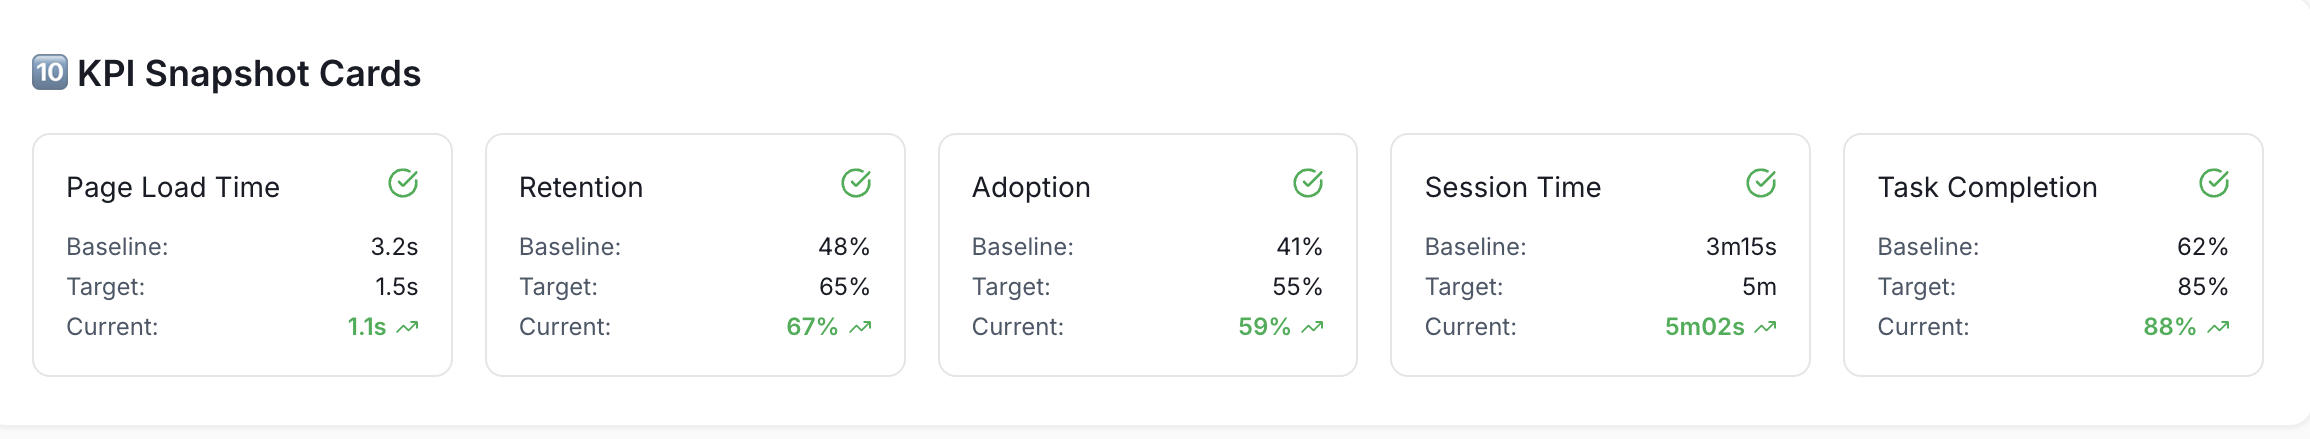 🔟 KPI Snapshot Cards
Page Load Time
Baseline: 3.2s
Target: 1.5s
Current: 1.1s
Retention
Baseline: 48%
Target: 65%
Current: 67%
Adoption
Baseline: 41%
Target: 55%
Current: 59%
Session Time
Baseline: 3m15s
Target: 5m
Current: 5m02s
Task Completion
Baseline: 62%
Target: 85%
Current: 88%